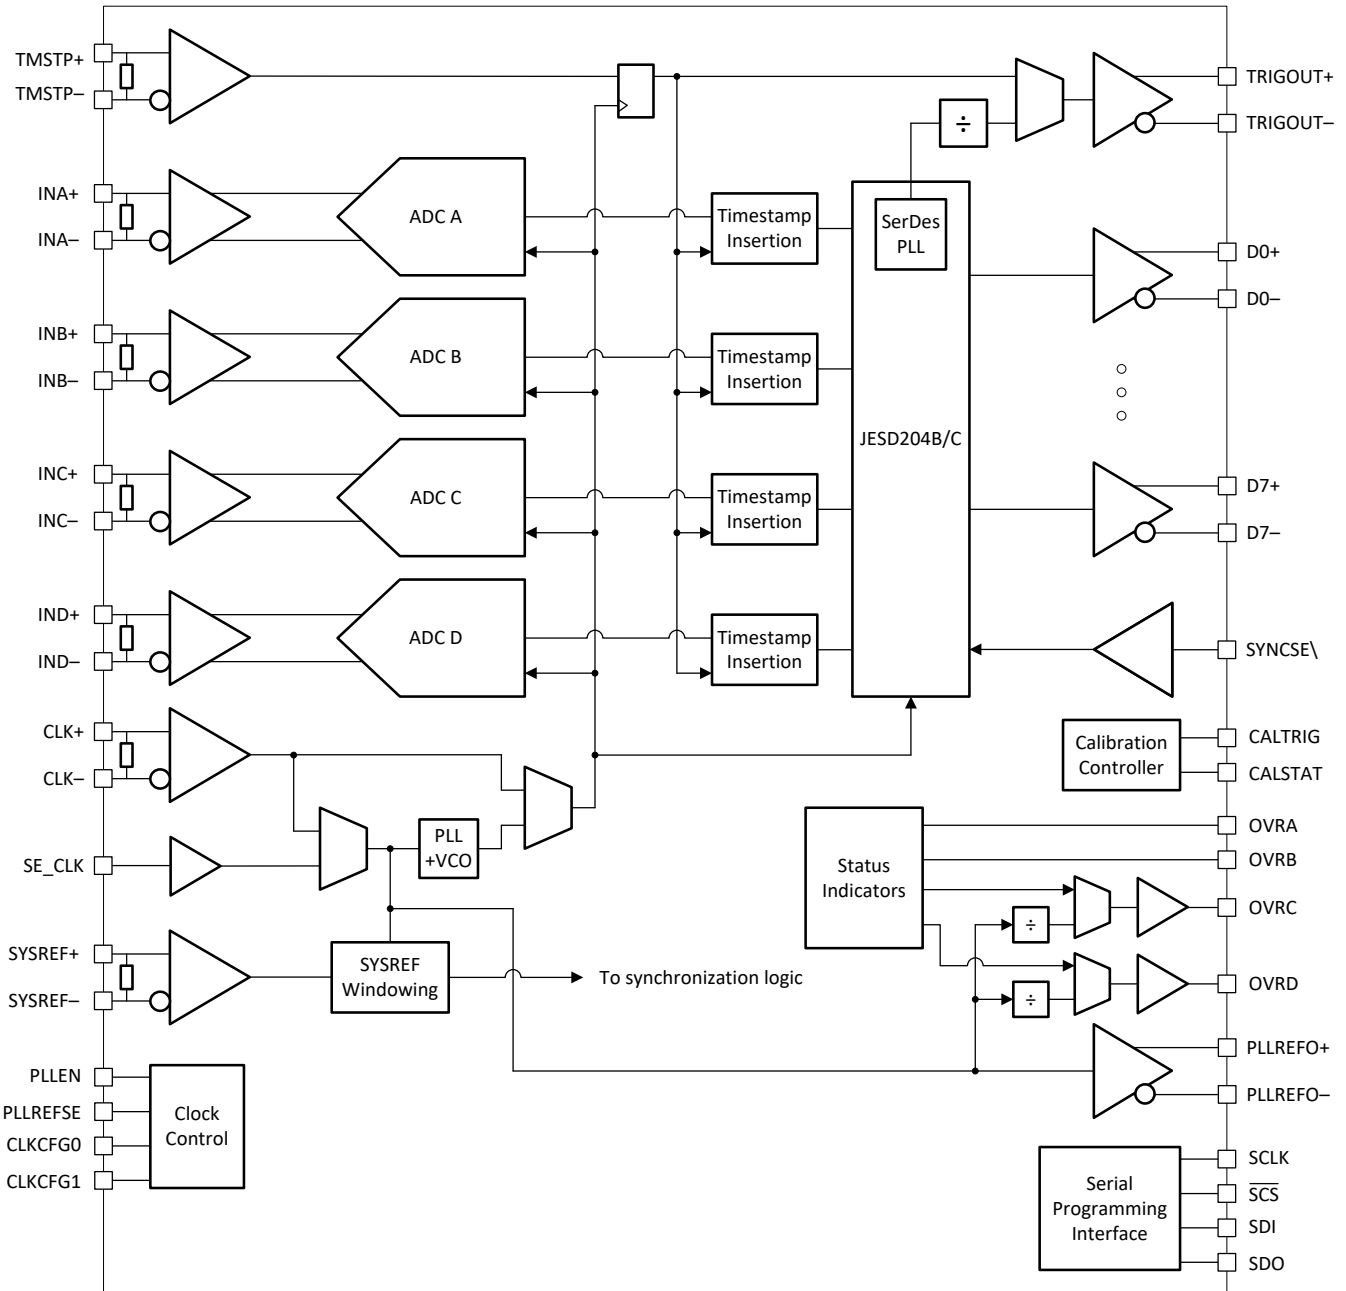 TMSTP+
TMSTP–
INA+
INA–
INB+
INB–
INC+
INC–
IND+
IND–
CLK+
CLK–
SE_CLK
SYSREF+
SYSREF–
PLLEN
PLLREFSE
CLKCFG0
CLKCFG1
ADC A
ADC B
ADC C
ADC D
PLL
+VCO
SYSREF
Windowing
To synchronization logic
Clock
Control
Timestamp
Insertion
Timestamp
Insertion
Timestamp
Insertion
Timestamp
Insertion
÷
SerDes
PLL
JESD204B/C
Calibration
Controller
Status
Indicators
÷
÷
Serial
Programming
Interface
TRIGOUT+
TRIGOUT–
D0+
D0–
D7+
D7–
SYNCSE\
CALTRIG
CALSTAT
OVRA
OVRB
OVRC
OVRD
PLLREFO+
PLLREFO–
SCLK
SCS
SDI
SDO